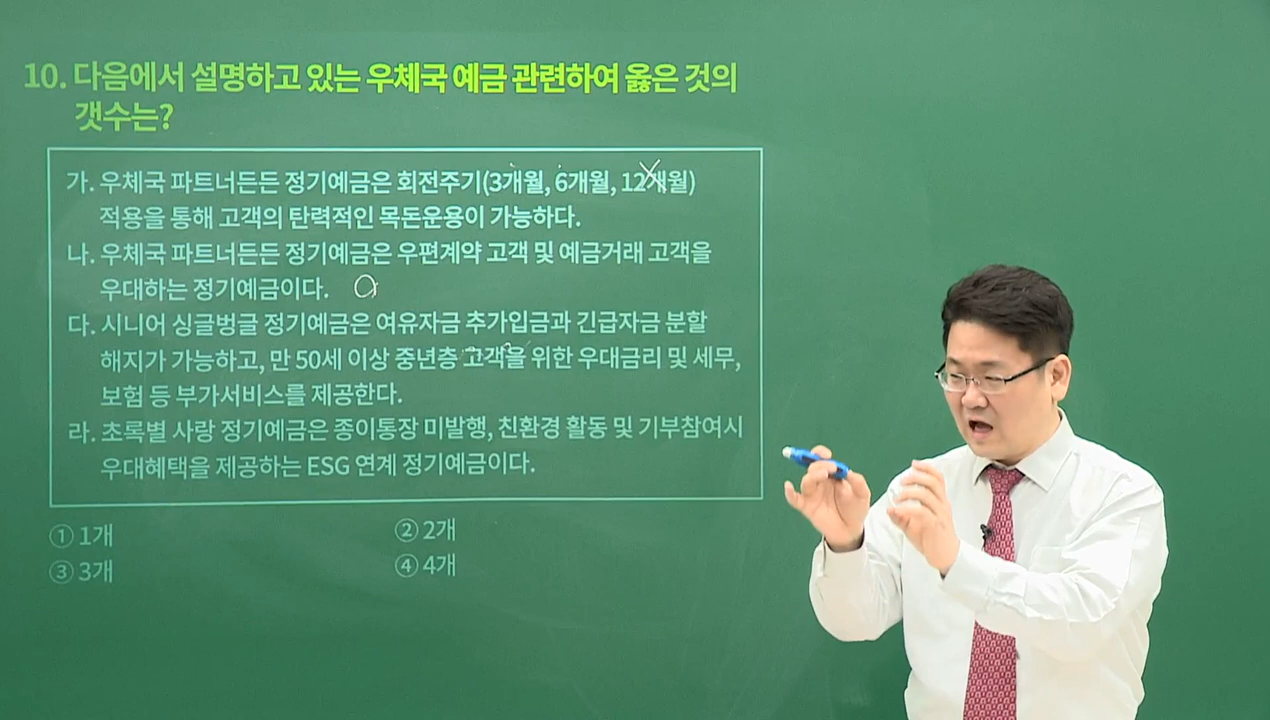 10. 다음에서 설명하고 있는 우체국 예금 관련하여 옳은 것의
갯수는?
가. 우체국 파트너든든 정기예금은 회전주기(3개월, 6개월, 12개월)
적용을 통해 고객의 탄력적인 목돈운용이 가능하다.
나. 우체국 파트너든든 정기예금은 우편계약 고객 및 예금거래 고객을
우대하는 정기예금이다.
다. 시니어 싱글벙글 정기예금은 여유자금 추가입금과 긴급자금 분할
해지가 가능하고, 만 50세 이상 중년층 고객을 위한 우대금리 및 세무,
보험 등 부가서비스를 제공한다.
라. 초록별 사랑 정기예금은 종이통장 미발행, 친환경 활동 및 기부참여시
우대혜택을 제공하는 ESG 연계 정기예금이다.
① 1개 ② 2개
③ 3개 ④ 4개